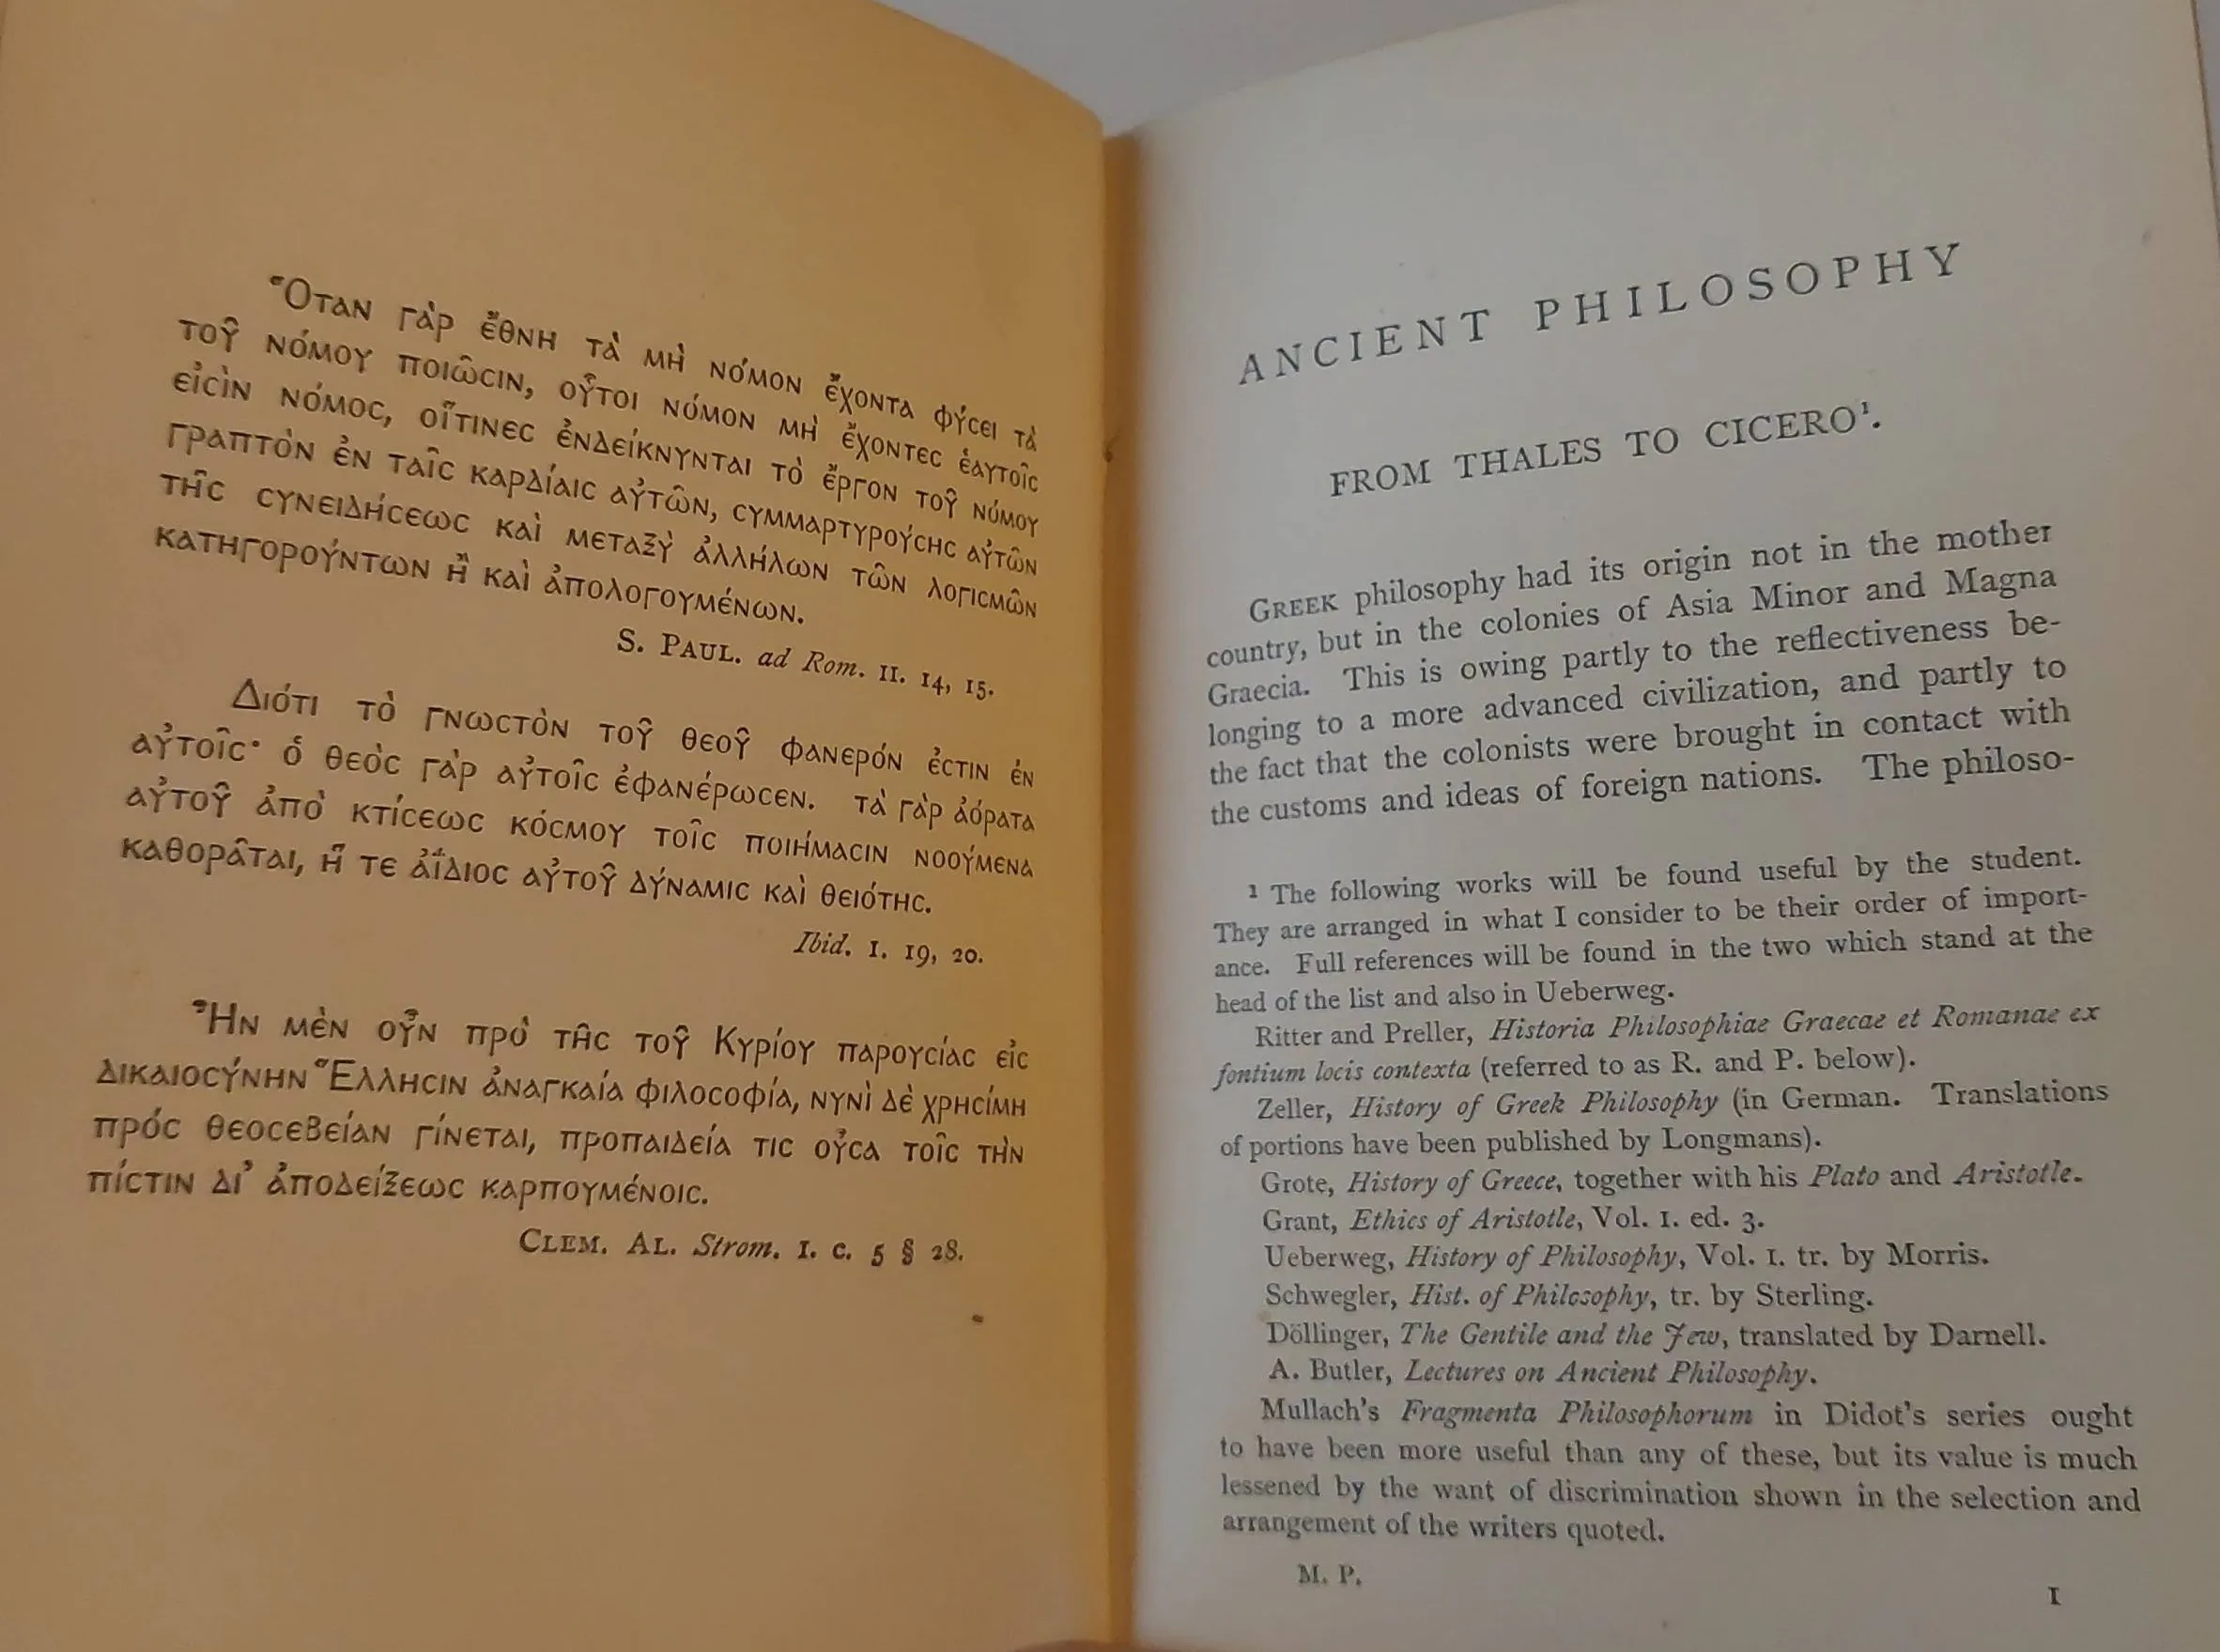 Ὅταν γὰρ ἔθνη τὰ μὴ νόμον ἔχοντα φύσει τὰ
τοῦ νόμου ποιῶσιν, οὗτοι νόμον μὴ ἔχοντες ἑαυτοῖς
εἰσὶν νόμος, οἵτινες ἐνδείκνυνται τὸ ἔργον τοῦ νόμου
γραπτὸν ἐν ταῖς καρδίαις αὐτῶν, συμμαρτυρούσης αὐτῶν
τῆς συνειδήσεως καὶ μεταξὺ ἀλλήλων τῶν λογισμῶν
κατηγορούντων ἢ καὶ ἀπολογουμένων.
S. Paul. ad Rom. II. 14, 15.
Διότι τὸ γνωστὸν τοῦ θεοῦ φανερόν ἐστιν ἐν
αὐτοῖς· ὁ θεὸς γὰρ αὐτοῖς ἐφανέρωσεν. τὰ γὰρ ἀόρατα
αὐτοῦ ἀπὸ κτίσεως κόσμου τοῖς ποιήμασιν νοούμενα
καθορᾶται, ἥ τε ἀΐδιος αὐτοῦ δύναμις καὶ θειότης.
Ibid. I. 19, 20.
Ἦν μὲν οὖν πρὸ τῆς τοῦ Κυρίου παρουσίας εἰς
δικαιοσύνην Ἕλλησιν ἀναγκαία φιλοσοφία, νυνὶ δὲ χρησίμη
πρὸς θεοσεβείαν γίνεται, προπαιδεία τις οὖσα τοῖς τὴν
πίστιν δι' ἀποδείξεως καρπουμένοις.
Clem. Al. Strom. I. c. 5 § 28.
ANCIENT PHILOSOPHY
FROM THALES TO CICERO¹.
GREEK philosophy had its origin not in the mother
country, but in the colonies of Asia Minor and Magna
Graecia. This is owing partly to the reflectiveness be-
longing to a more advanced civilization, and partly to
the fact that the colonists were brought in contact with
the customs and ideas of foreign nations. The philoso-
¹ The following works will be found useful by the student.
They are arranged in what I consider to be their order of import-
ance. Full references will be found in the two which stand at the
head of the list and also in Ueberweg.
Ritter and Preller, Historia Philosophiae Graecae et Romanae ex
fontium locis contexta (referred to as R. and P. below).
Zeller, History of Greek Philosophy (in German. Translations
of portions have been published by Longmans).
Grote, History of Greece, together with his Plato and Aristotle.
Grant, Ethics of Aristotle, Vol. I. ed. 3.
Ueberweg, History of Philosophy, Vol. I. tr. by Morris.
Schwegler, Hist. of Philosophy, tr. by Sterling.
Döllinger, The Gentile and the Jew, translated by Darnell.
A. Butler, Lectures on Ancient Philosophy.
Mullach's Fragmenta Philosophorum in Didot's series ought
to have been more useful than any of these, but its value is much
lessened by the want of discrimination shown in the selection and
arrangement of the writers quoted.
M. P.
1